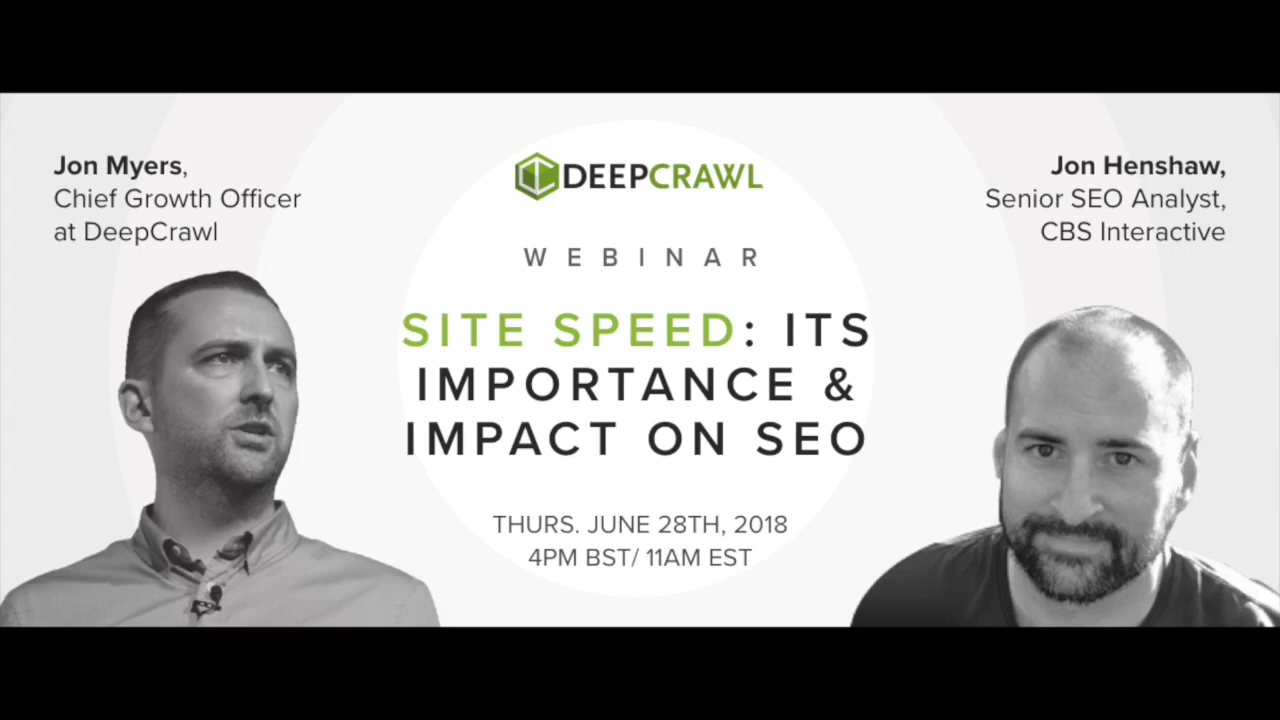 Jon Myers,
Chief Growth Officer
at DeepCrawl
DEEPCRAWL
WEBINAR
SITE SPEED: ITS
IMPORTANCE &
IMPACT ON SEO
THURS. JUNE 28TH, 2018
4PM BST/ 11AM EST
Jon Henshaw,
Senior SEO Analyst,
CBS Interactive